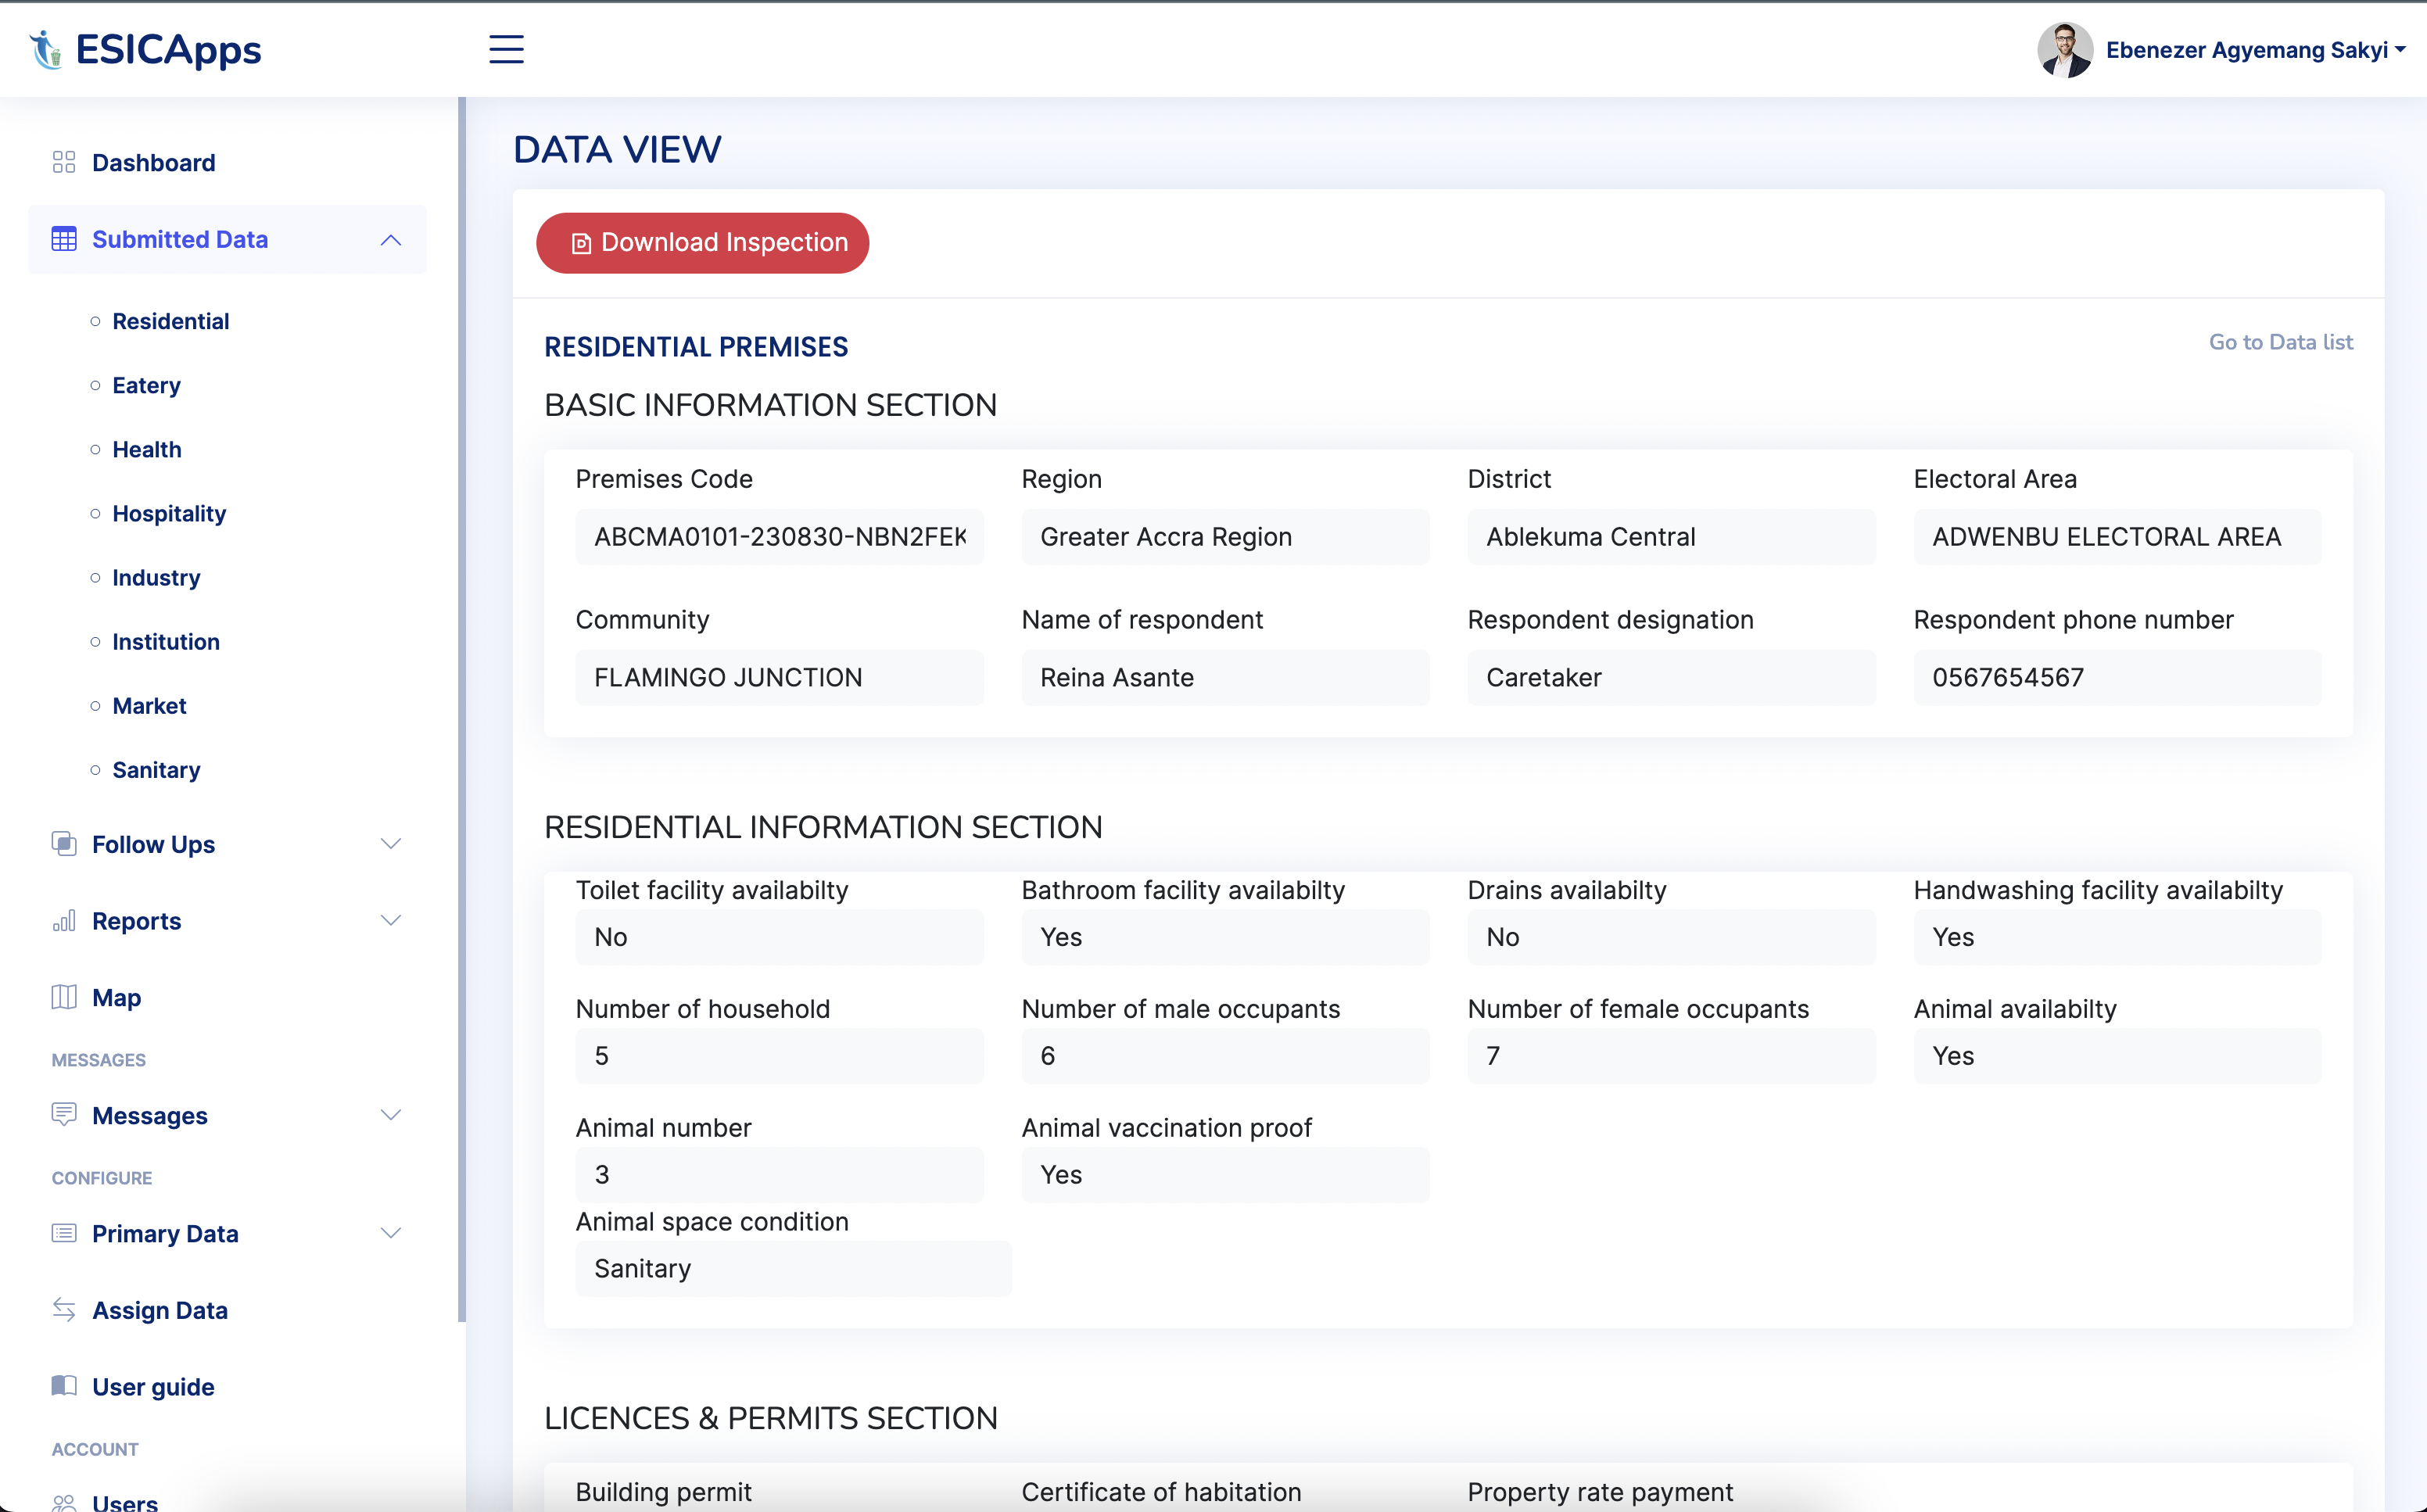 ESICApps
Ebenezer Agyemang Sakyi
Dashboard
Submitted Data
Residential
Eatery
Health
Hospitality
Industry
Institution
Market
Sanitary
Follow Ups
Reports
Map
MESSAGES
Messages
CONFIGURE
Primary Data
Assign Data
User guide
ACCOUNT
Users
DATA VIEW
Download Inspection
RESIDENTIAL PREMISES
Go to Data list
BASIC INFORMATION SECTION
Premises Code Region District Electoral Area
ABCMA0101-230830-NBN2FEK Greater Accra Region Ablekuma Central ADWENBU ELECTORAL AREA
Community Name of respondent Respondent designation Respondent phone number
FLAMINGO JUNCTION Reina Asante Caretaker 0567654567
RESIDENTIAL INFORMATION SECTION
Toilet facility availabilty Bathroom facility availabilty Drains availabilty Handwashing facility availabilty
No Yes No Yes
Number of household Number of male occupants Number of female occupants Animal availabilty
5 6 7 Yes
Animal number Animal vaccination proof
3 Yes
Animal space condition
Sanitary
LICENCES & PERMITS SECTION
Building permit Certificate of habitation Property rate payment